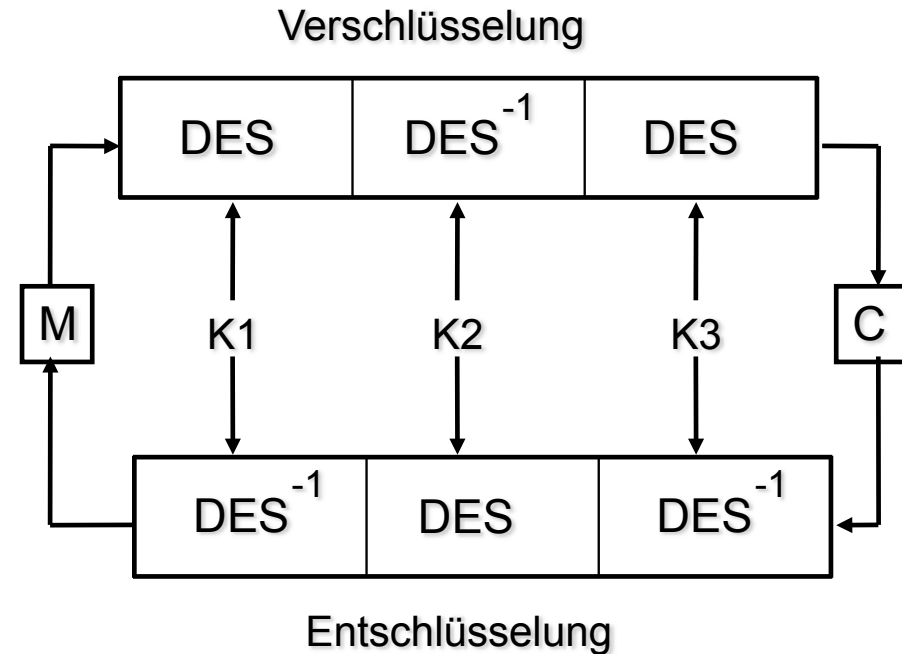 Verschlüsselung
DES DES-1 DES
M K1 K2 K3 C
DES-1 DES DES-1
Entschlüsselung